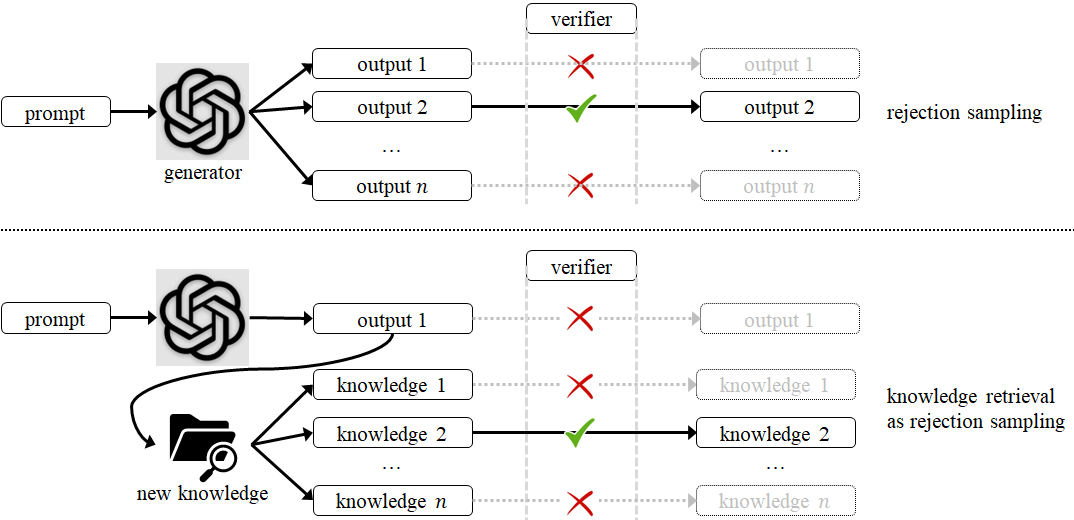 verifier
output 1
output 1
prompt
output 2
output 2
rejection sampling
...
...
generator
output n
output n
verifier
prompt
output 1
output 1
knowledge 1
knowledge 1
knowledge retrieval
as rejection sampling
knowledge 2
knowledge 2
...
...
new knowledge
knowledge n
knowledge n